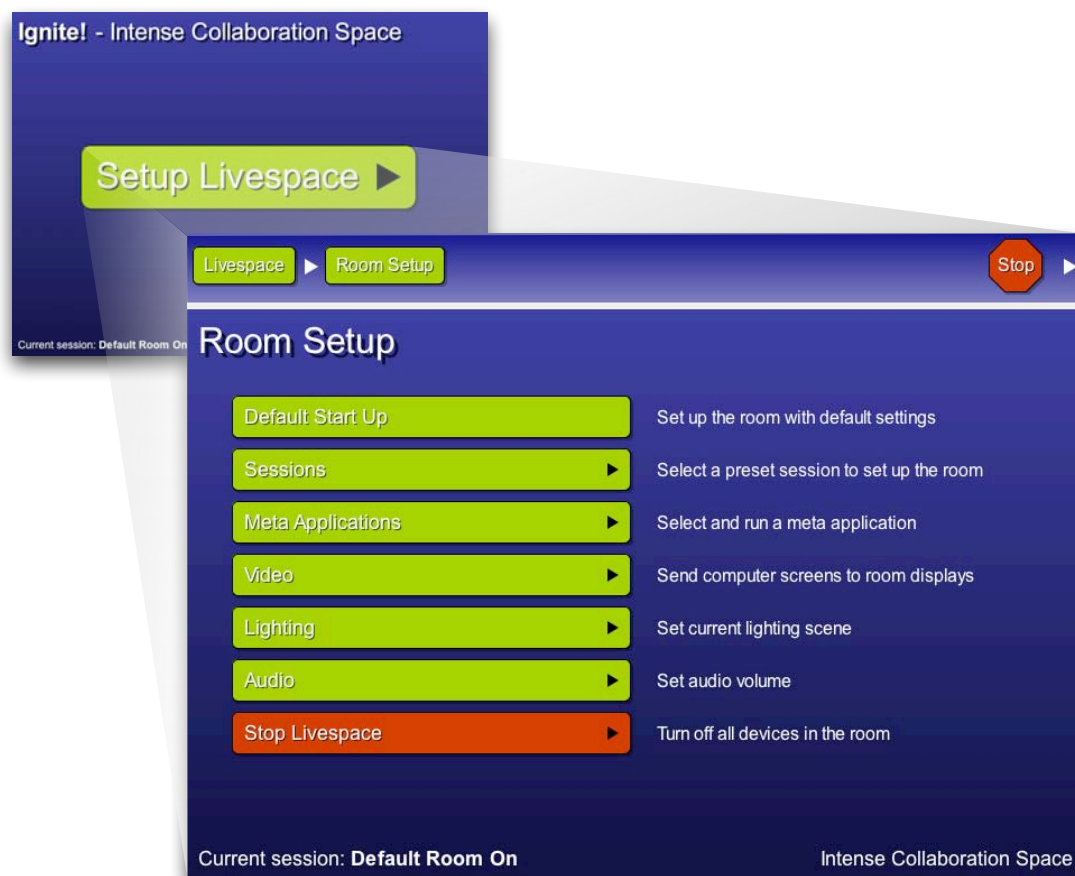 Ignite! - Intense Collaboration Space
Setup Livespace
Current session: Default Room On
Livespace Room Setup Stop
Room Setup
Default Start Up Set up the room with default settings
Sessions Select a preset session to set up the room
Meta Applications Select and run a meta application
Video Send computer screens to room displays
Lighting Set current lighting scene
Audio Set audio volume
Stop Livespace Turn off all devices in the room
Current session: Default Room On Intense Collaboration Space